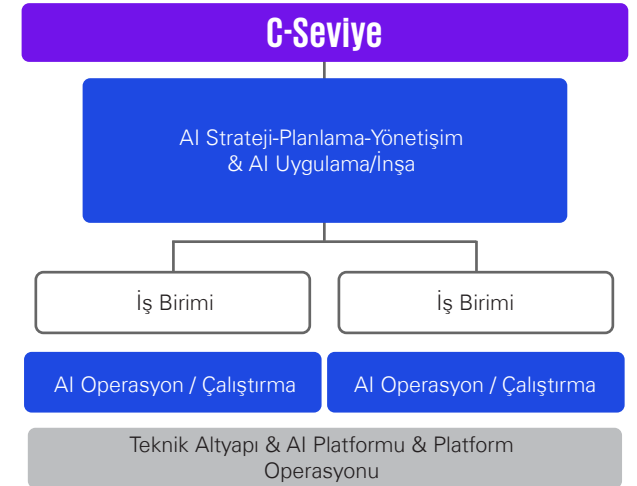 C-Seviye
AI Strateji-Planlama-Yönetişim
& AI Uygulama/İnşa
İş Birimi
İş Birimi
AI Operasyon / Çalıştırma
AI Operasyon / Çalıştırma
Teknik Altyapı & AI Platformu & Platform
Operasyonu